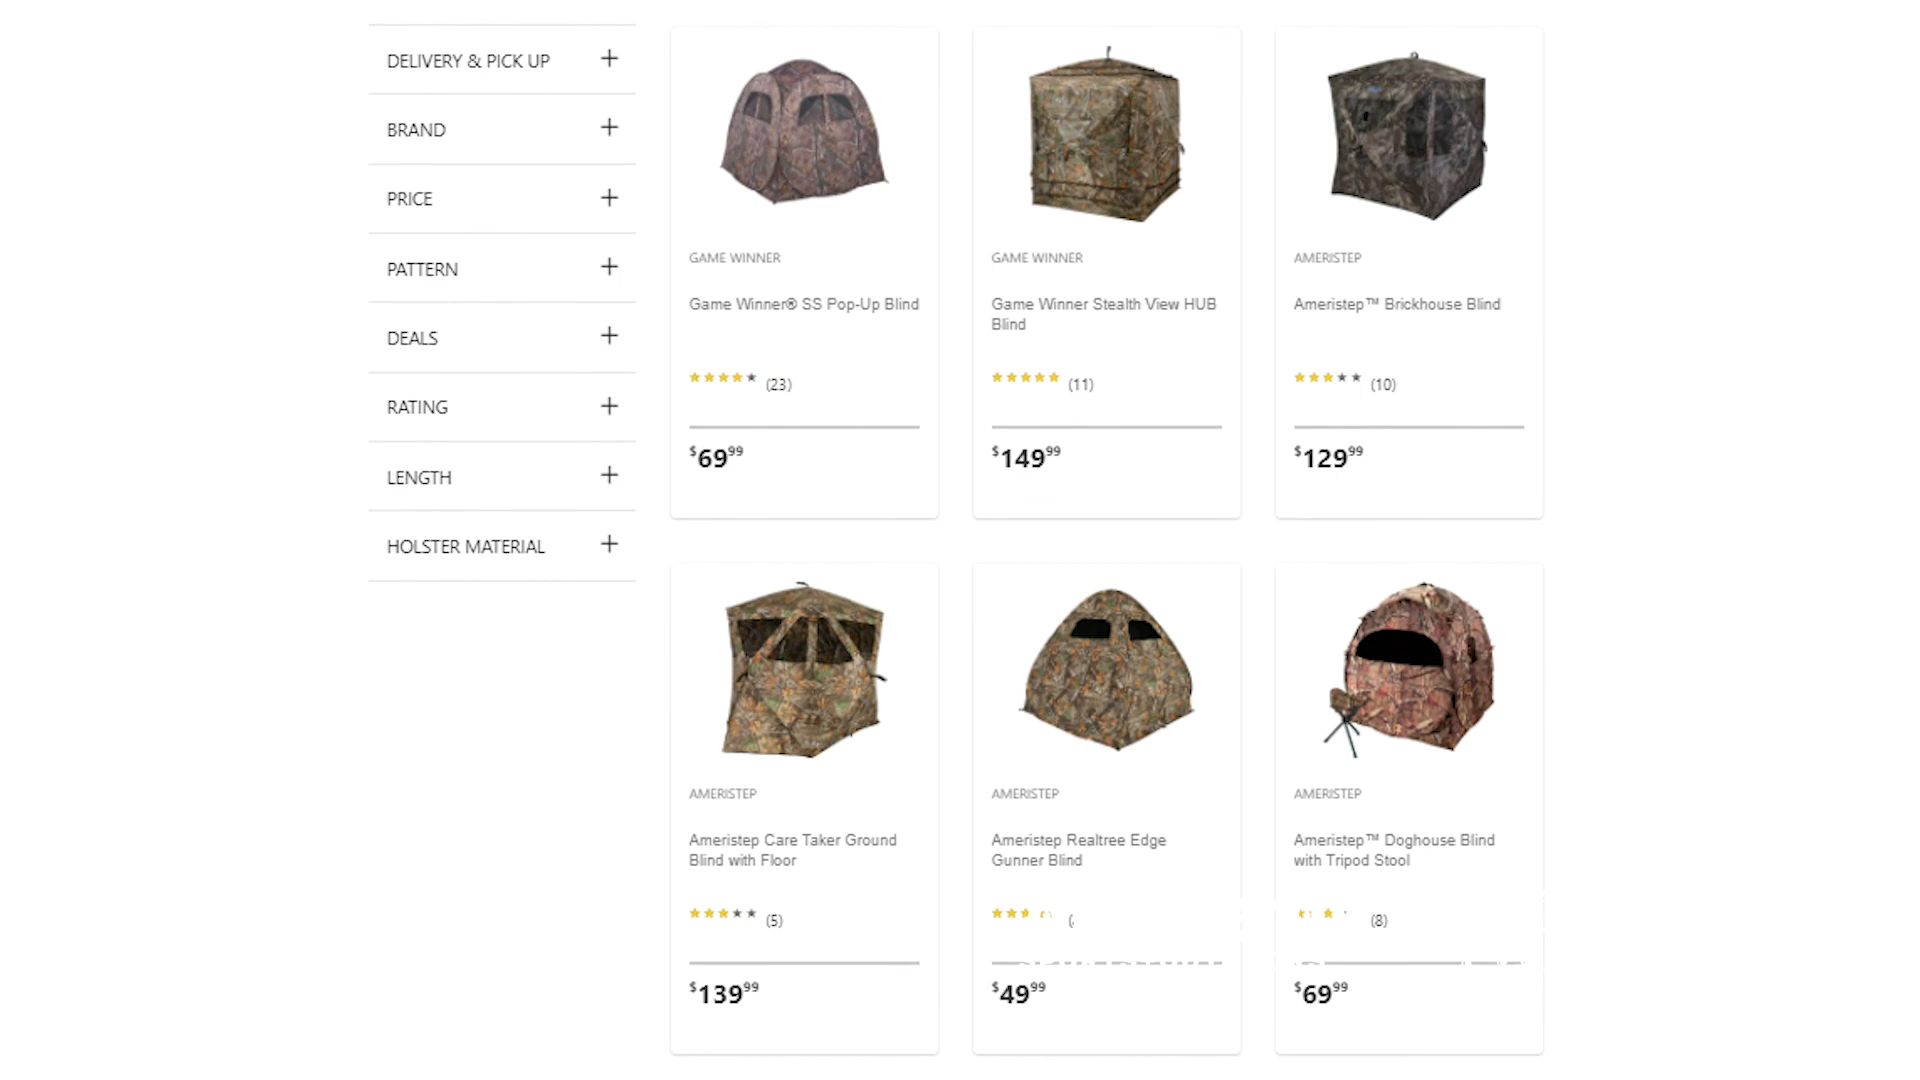 DELIVERY & PICK UP +
BRAND +
PRICE +
PATTERN +
DEALS +
RATING +
LENGTH +
HOLSTER MATERIAL +
GAME WINNER
Game Winner® SS Pop-Up Blind
(23)
$69.99
GAME WINNER
Game Winner Stealth View HUB
Blind
(11)
$149.99
AMERISTEP
Ameristep™ Brickhouse Blind
(10)
$129.99
AMERISTEP
Ameristep Care Taker Ground
Blind with Floor
(5)
$139.99
AMERISTEP
Ameristep Realtree Edge
Gunner Blind
$49.99
AMERISTEP
Ameristep™ Doghouse Blind
with Tripod Stool
(8)
$69.99